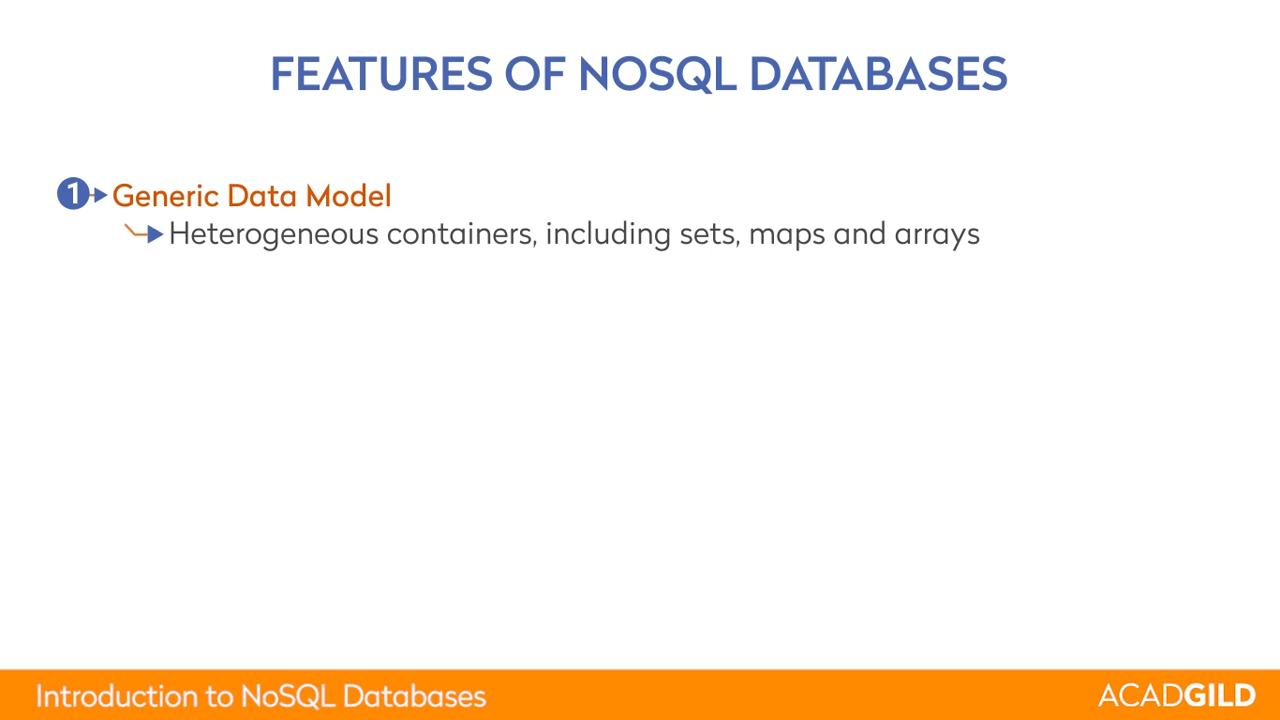 FEATURES OF NOSQL DATABASES
1 Generic Data Model
Heterogeneous containers, including sets, maps and arrays
Introduction to NoSQL Databases
ACADGILD